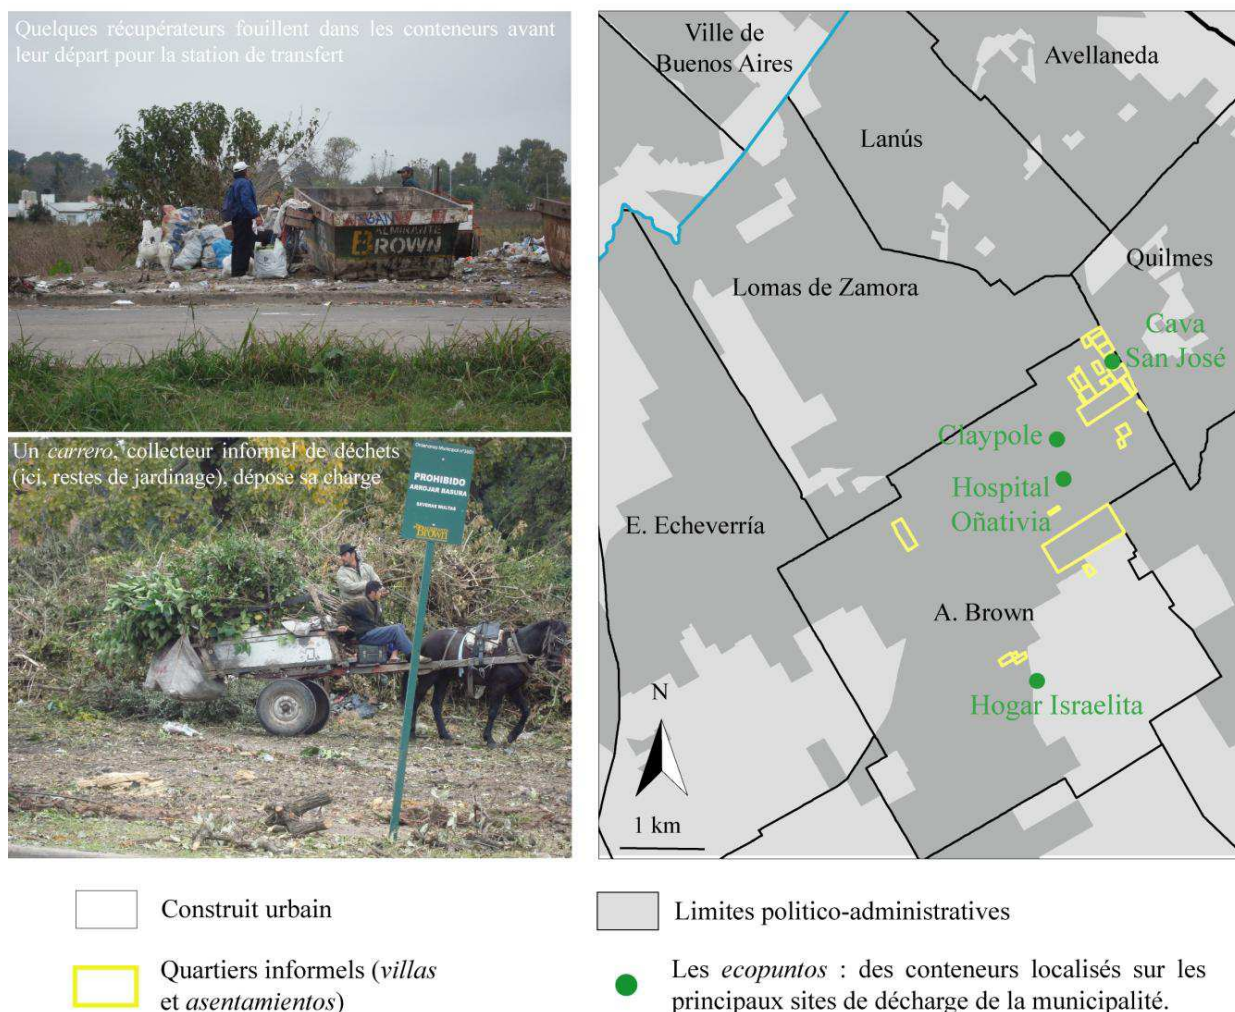 Quelques récupérateurs fouillent dans les conteneurs avant
leur départ pour la station de transfert
ALMIRANTE
BROWN
Un carrero, collecteur informel de déchets
(ici, restes de jardinage), dépose sa charge
PROHIBIDO
ARROJAR BASURA
SEVERAS MULTAS
Brown
Ville de
Buenos Aires
Avellaneda
Lanús
Quilmes
Lomas de Zamora
Cava
San José
Claypole
Hospital
Oñativia
E. Echeverría
A. Brown
Hogar Israelita
N
1 km
Construit urbain
Limites politico-administratives
Quartiers informels (villas
et asentamientos)
Les ecopuntos : des conteneurs localisés sur les
principaux sites de décharge de la municipalité.